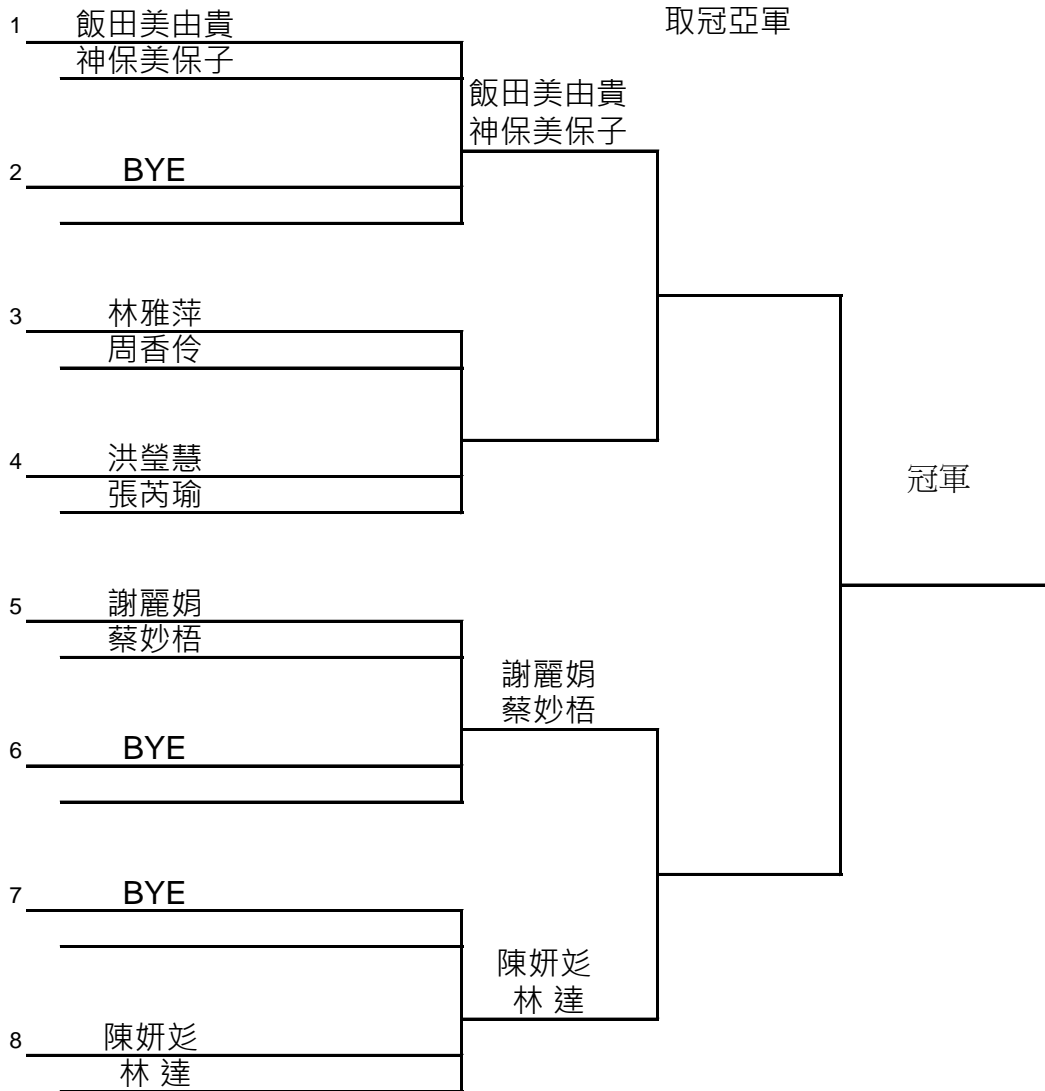 取冠亞軍
1 飯田美由貴
神保美保子
飯田美由貴
神保美保子
2 BYE
3 林雅萍
周香伶
4 洪瑩慧
張芮瑜
冠軍
5 謝麗娟
蔡妙梧
謝麗娟
蔡妙梧
6 BYE
7 BYE
陳妍彣
林 達
8 陳妍彣
林 達